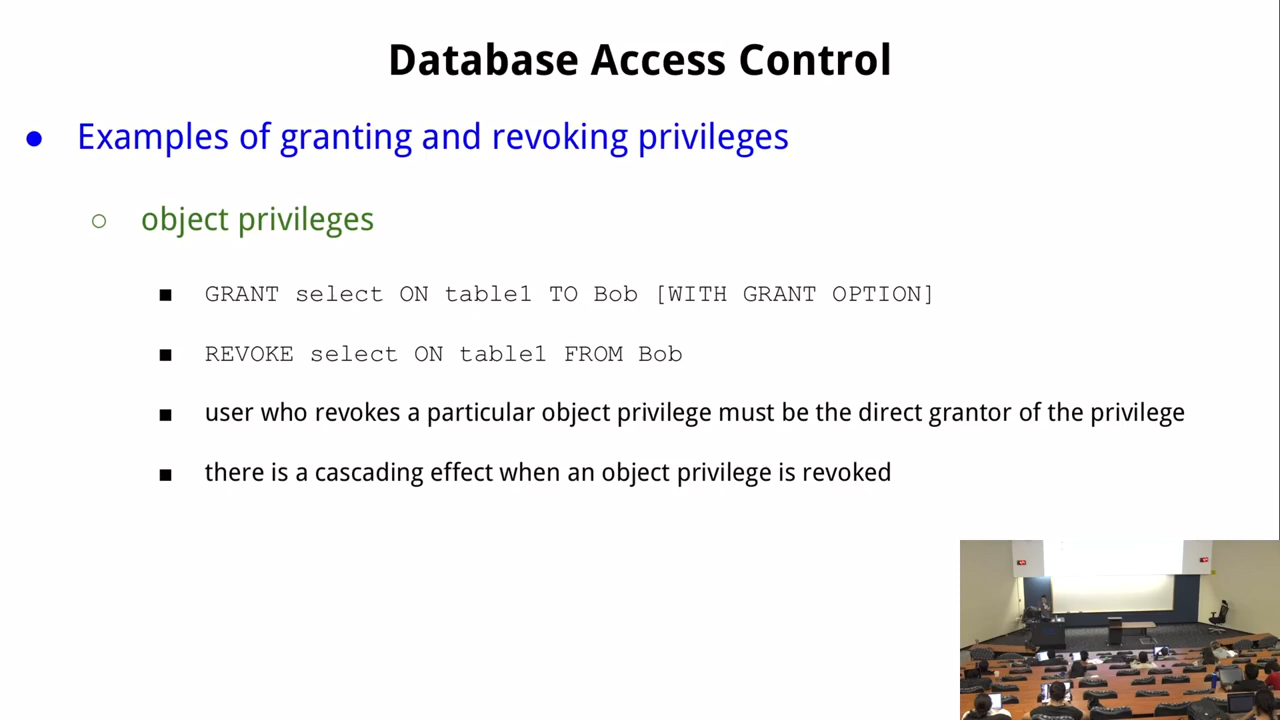 Database Access Control
● Examples of granting and revoking privileges
○ object privileges
■ GRANT select ON table1 TO Bob [WITH GRANT OPTION]
■ REVOKE select ON table1 FROM Bob
■ user who revokes a particular object privilege must be the direct grantor of the privilege
■ there is a cascading effect when an object privilege is revoked